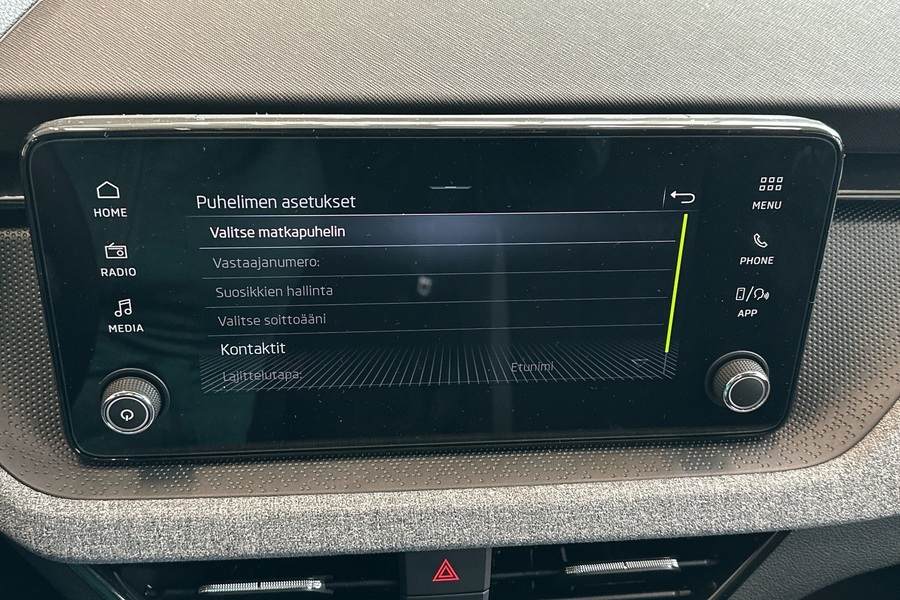 HOME
RADIO
MEDIA
Puhelimen asetukset
Valitse matkapuhelin
Vastaajanumero:
Suosikkien hallinta
Valitse soittoääni
Kontaktit
Lajittelutapa: Etunimi
MENU
PHONE
APP